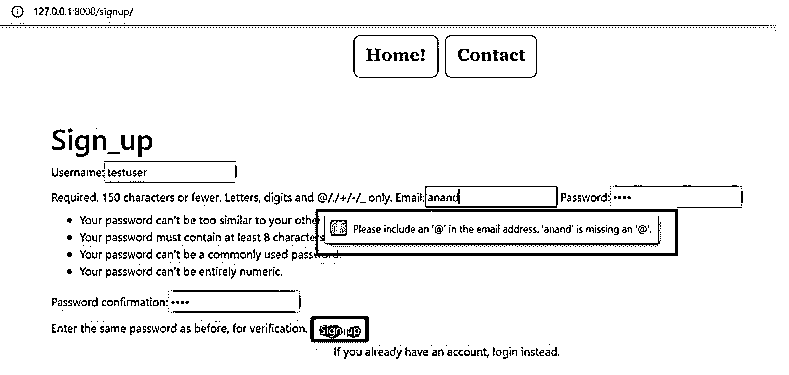 127.0.0.1:8000/signup/
Home! Contact
Sign_up
Username: testuser
Required. 150 characters or fewer. Letters, digits and @/./+/-/_ only. Email: anand Password: ••••
Your password can't be too similar to your othe
Your password must contain at least 8 characters
Please include an '@' in the email address. 'anand' is missing an '@'.
Your password can't be a commonly used password.
Your password can't be entirely numeric.
Password confirmation: ••••
Enter the same password as before, for verification. Sign up
If you already have an account, login instead.